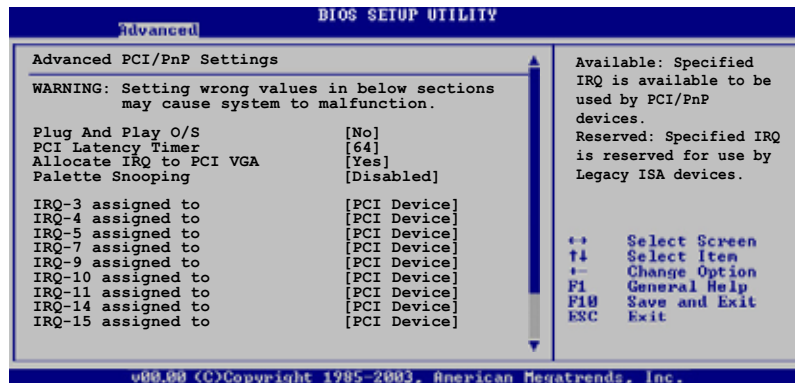 BIOS SETUP UTILITY
Advanced
Advanced PCI/PnP Settings
WARNING: Setting wrong values in below sections
may cause system to malfunction.
Plug And Play O/S [No]
PCI Latency Timer [64]
Allocate IRQ to PCI VGA [Yes]
Palette Snooping [Disabled]
IRQ-3 assigned to [PCI Device]
IRQ-4 assigned to [PCI Device]
IRQ-5 assigned to [PCI Device]
IRQ-7 assigned to [PCI Device]
IRQ-9 assigned to [PCI Device]
IRQ-10 assigned to [PCI Device]
IRQ-11 assigned to [PCI Device]
IRQ-14 assigned to [PCI Device]
IRQ-15 assigned to [PCI Device]
Available: Specified
IRQ is available to be
used by PCI/PnP
devices.
Reserved: Specified IRQ
is reserved for use by
Legacy ISA devices.
↔ Select Screen
↑↓ Select Item
+- Change Option
F1 General Help
F10 Save and Exit
ESC Exit
v00.00 (C)Copyright 1985-2003, American Megatrends, Inc.